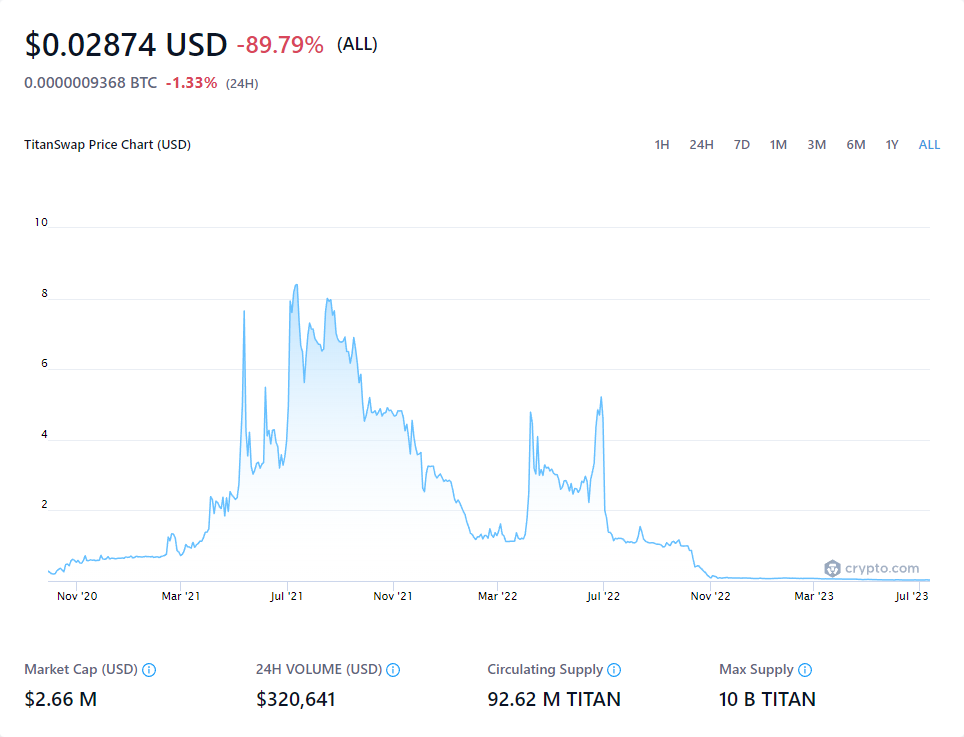 $0.02874 USD -89.79% (ALL)
0.0000009368 BTC -1.33% (24H)
TitanSwap Price Chart (USD) 1H 24H 7D 1M 3M 6M 1Y ALL
10
8
6
4
2
crypto.com
Nov '20 Mar '21 Jul '21 Nov '21 Mar '22 Jul '22 Nov '22 Mar '23 Jul '23
Market Cap (USD) 24H VOLUME (USD) Circulating Supply Max Supply
$2.66 M $320,641 92.62 M TITAN 10 B TITAN